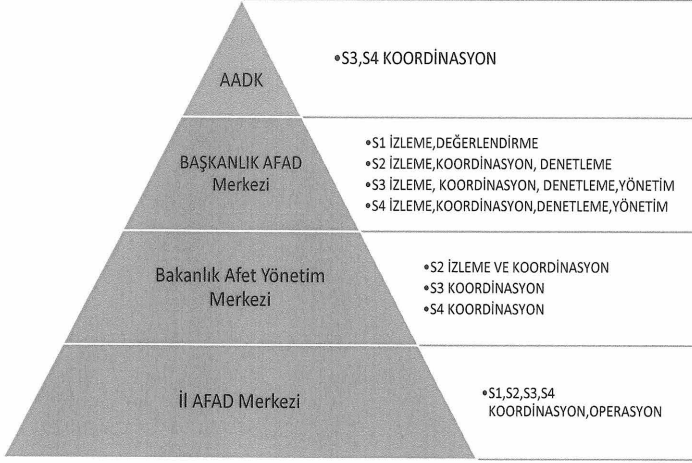 AADK
•S3,S4 KOORDİNASYON
BAŞKANLIK AFAD
Merkezi
•S1 İZLEME,DEĞERLENDİRME
•S2 İZLEME,KOORDİNASYON, DENETLEME
•S3 İZLEME, KOORDİNASYON, DENETLEME,YÖNETİM
•S4 İZLEME,KOORDİNASYON,DENETLEME,YÖNETİM
Bakanlık Afet Yönetim
Merkezi
•S2 İZLEME VE KOORDİNASYON
•S3 KOORDİNASYON
•S4 KOORDİNASYON
İl AFAD Merkezi
•S1,S2,S3,S4
KOORDİNASYON,OPERASYON